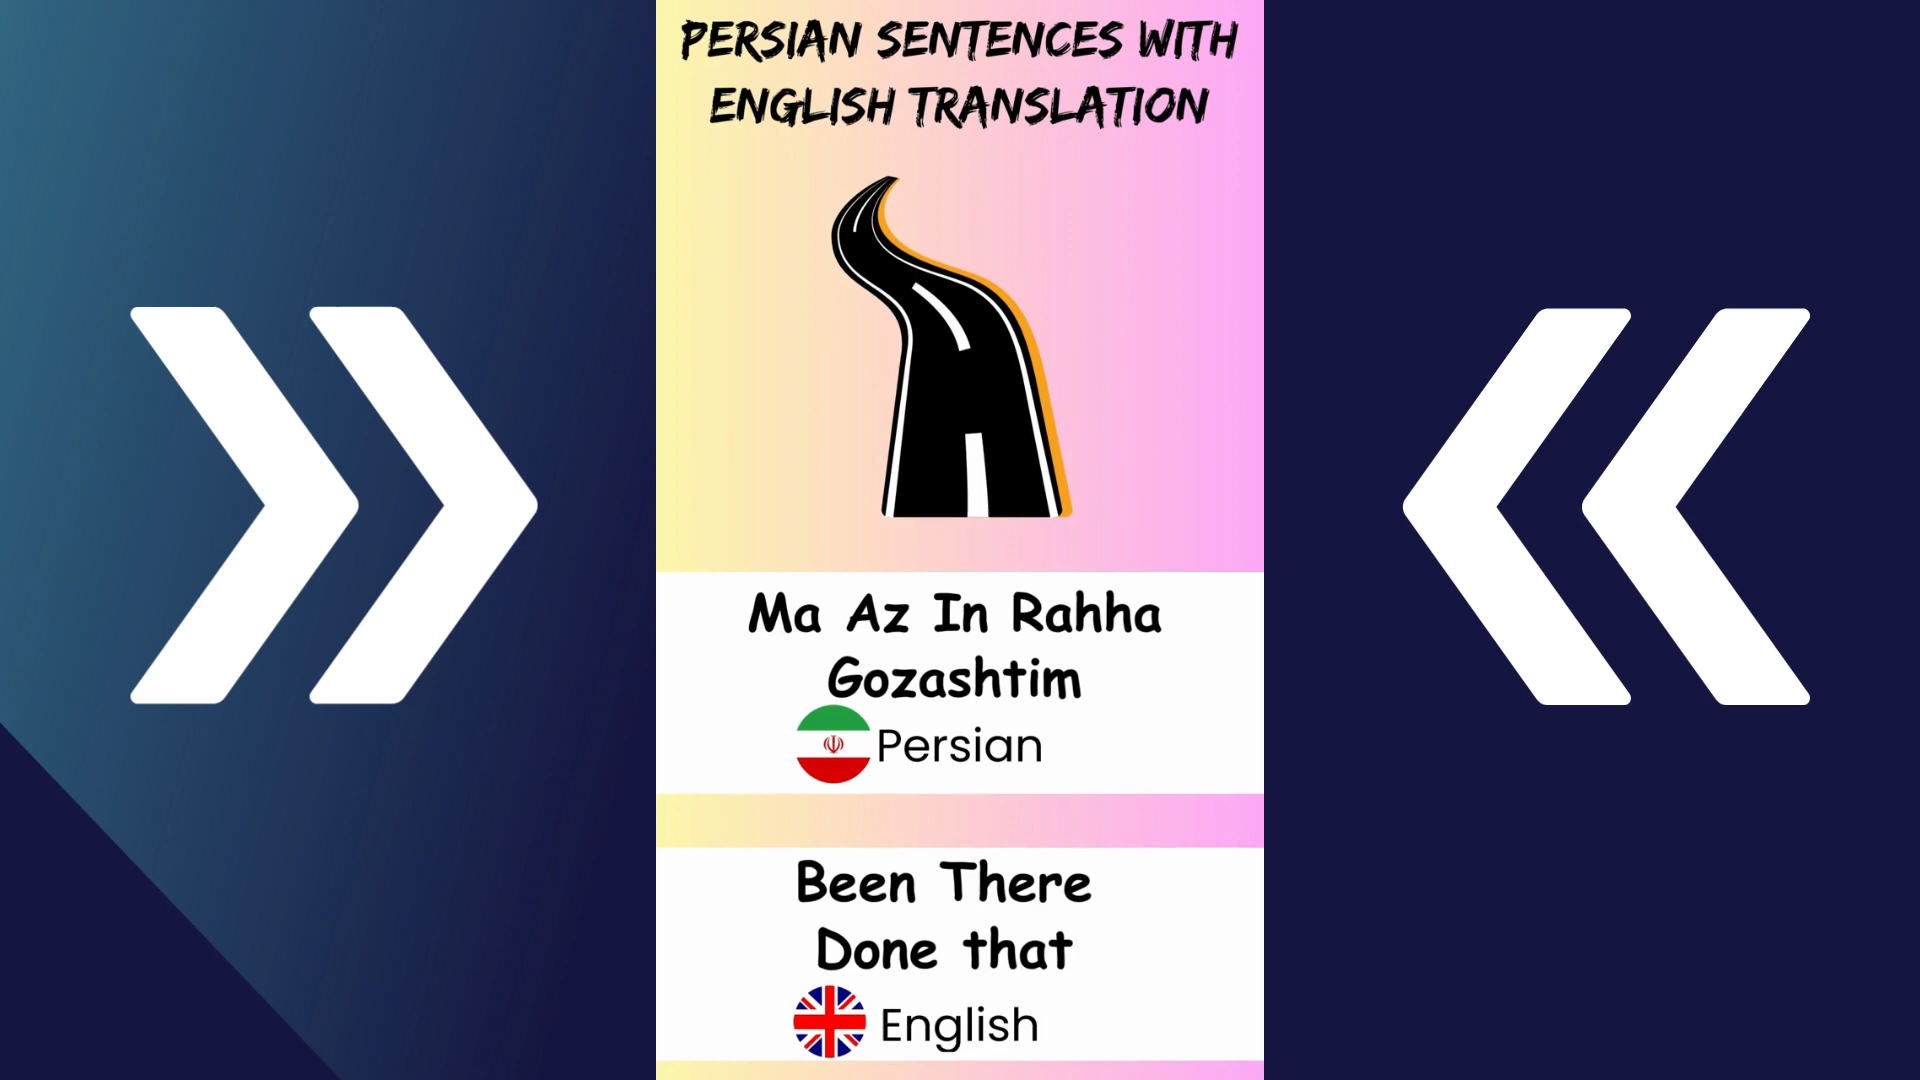 PERSIAN SENTENCES WITH
ENGLISH TRANSLATION
Ma Az In Rahha
Gozashtim
Persian
Been There
Done that
English